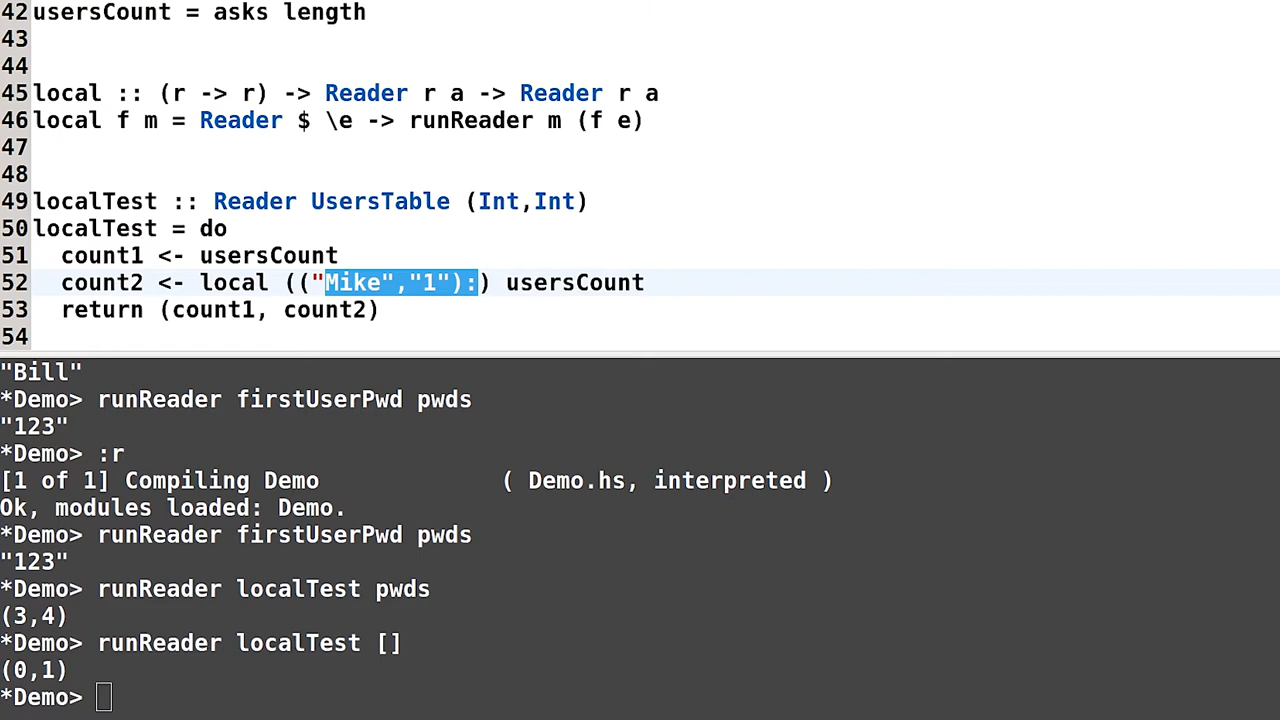 42 usersCount = asks length
43
44
45 local :: (r -> r) -> Reader r a -> Reader r a
46 local f m = Reader $ \e -> runReader m (f e)
47
48
49 localTest :: Reader UsersTable (Int,Int)
50 localTest = do
51   count1 <- usersCount
52   count2 <- local (("Mike","1"):) usersCount
53   return (count1, count2)
54
"Bill"
*Demo> runReader firstUserPwd pwds
"123"
*Demo> :r
[1 of 1] Compiling Demo             ( Demo.hs, interpreted )
Ok, modules loaded: Demo.
*Demo> runReader firstUserPwd pwds
"123"
*Demo> runReader localTest pwds
(3,4)
*Demo> runReader localTest []
(0,1)
*Demo>